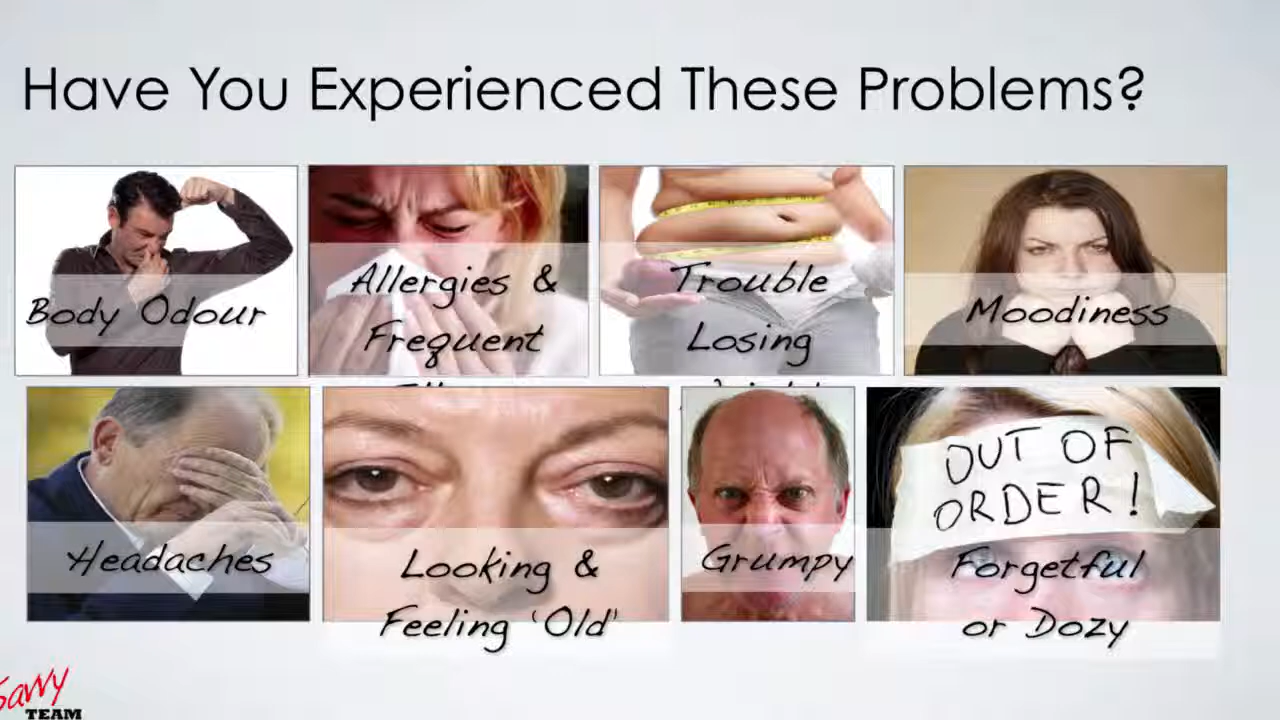 Have You Experienced These Problems?
Body Odour
Allergies &
Frequent
Trouble
Losing
Moodiness
Headaches
Looking &
Feeling 'Old'
Grumpy
OUT OF
ORDER!
Forgetful
or Dozy
Savvy
TEAM